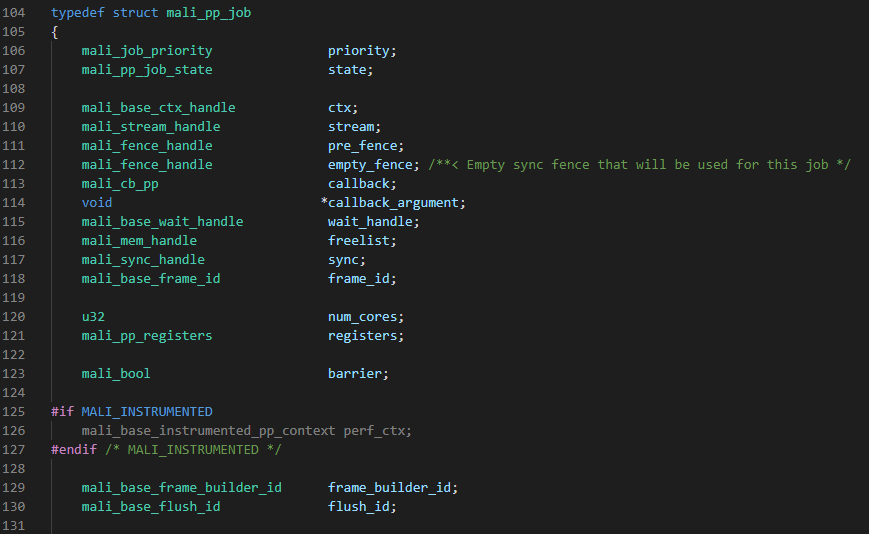 104 typedef struct mali_pp_job
105 {
106     mali_job_priority               priority;
107     mali_pp_job_state               state;
108
109     mali_base_ctx_handle            ctx;
110     mali_stream_handle              stream;
111     mali_fence_handle               pre_fence;
112     mali_fence_handle               empty_fence; /**< Empty sync fence that will be used for this job */
113     mali_cb_pp                      callback;
114     void                           *callback_argument;
115     mali_base_wait_handle           wait_handle;
116     mali_mem_handle                 freelist;
117     mali_sync_handle                sync;
118     mali_base_frame_id              frame_id;
119
120     u32                             num_cores;
121     mali_pp_registers               registers;
122
123     mali_bool                       barrier;
124
125 #if MALI_INSTRUMENTED
126     mali_base_instrumented_pp_context perf_ctx;
127 #endif /* MALI_INSTRUMENTED */
128
129     mali_base_frame_builder_id      frame_builder_id;
130     mali_base_flush_id              flush_id;
131